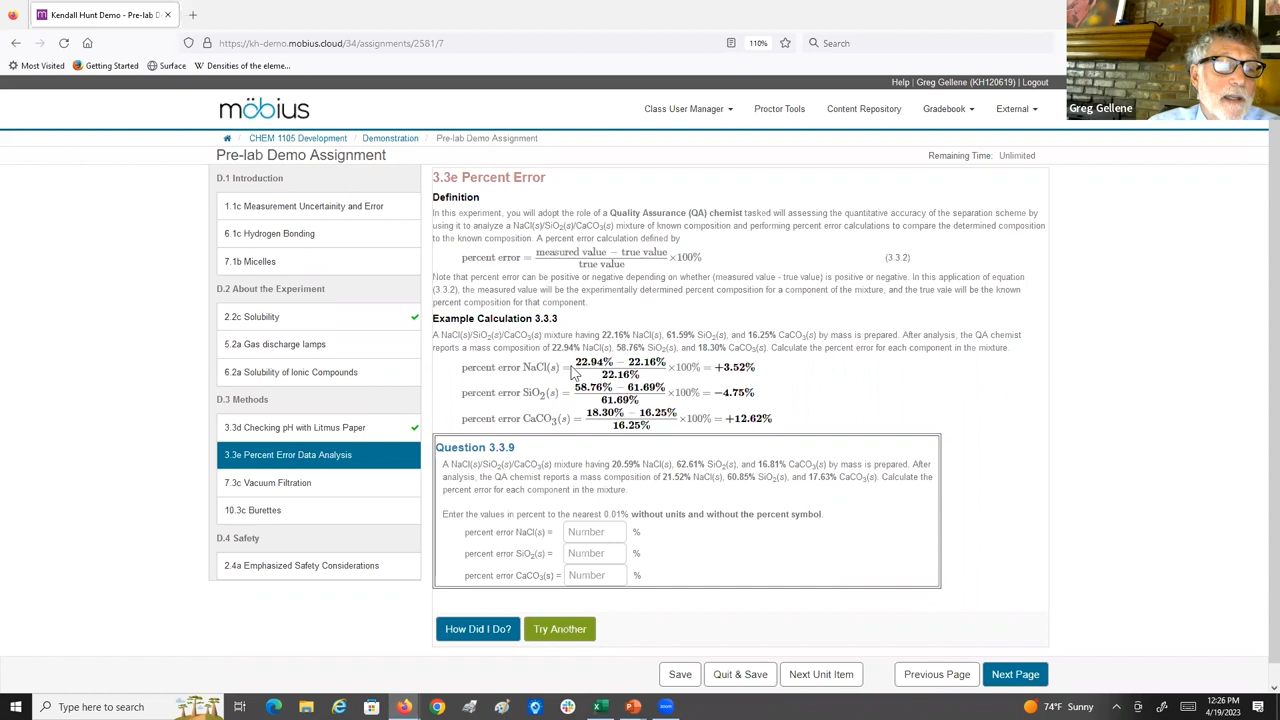 Kendall Hunt Demo - Pre-lab D
https://kh-demo.mobius.cloud/34/assignments/2581/7
110%
Search
Most Visited
Getting Started
Surface
W Densities of the eleme...
Greg Gellene
Help | Greg Gellene (KH120619) | Logout
möbius
Class User Manager
Proctor Tools
Content Repository
Gradebook
External
CHEM 1105 Development / Demonstration / Pre-lab Demo Assignment
Pre-lab Demo Assignment
Remaining Time: Unlimited
D.1 Introduction
1.1c Measurement Uncertainity and Error
6.1c Hydrogen Bonding
7.1b Micelles
D.2 About the Experiment
2.2c Solubility
5.2a Gas discharge lamps
6.2a Solubility of Ionic Compounds
D.3 Methods
3.3d Checking pH with Litmus Paper
3.3e Percent Error Data Analysis
7.3c Vacuum Filtration
10.3c Burettes
D.4 Safety
2.4a Emphasized Safety Considerations
3.3e Percent Error
Definition
In this experiment, you will adopt the role of a Quality Assurance (QA) chemist tasked will assessing the quantitative accuracy of the separation scheme by
using it to analyze a NaCl(s)/SiO2(s)/CaCO3(s) mixture of known composition and performing percent error calculations to compare the determined composition
to the known composition. A percent error calculation defined by
percent error = measured value − true value / true value ×100% (3.3.2)
Note that percent error can be positive or negative depending on whether (measured value - true value) is positive or negative. In this application of equation
(3.3.2), the measured value will be the experimentally determined percent composition for a component of the mixture, and the true vale will be the known
percent composition for that component.
Example Calculation 3.3.3
A NaCl(s)/SiO2(s)/CaCO3(s) mixture having 22.16% NaCl(s), 61.59% SiO2(s), and 16.25% CaCO3(s) by mass is prepared. After analysis, the QA chemist
reports a mass composition of 22.94% NaCl(s), 58.76% SiO2(s), and 18.30% CaCO3(s). Calculate the percent error for each component in the mixture.
percent error NaCl(s) = 22.94% − 22.16% / 22.16% ×100% = +3.52%
percent error SiO2(s) = 58.76% − 61.69% / 61.69% ×100% = −4.75%
percent error CaCO3(s) = 18.30% − 16.25% / 16.25% ×100% = +12.62%
Question 3.3.9
A NaCl(s)/SiO2(s)/CaCO3(s) mixture having 20.59% NaCl(s), 62.61% SiO2(s), and 16.81% CaCO3(s) by mass is prepared. After
analysis, the QA chemist reports a mass composition of 21.52% NaCl(s), 60.85% SiO2(s), and 17.63% CaCO3(s). Calculate the
percent error for each component in the mixture.
Enter the values in percent to the nearest 0.01% without units and without the percent symbol.
percent error NaCl(s) = Number %
percent error SiO2(s) = Number %
percent error CaCO3(s) = Number %
How Did I Do?
Try Another
Save
Quit & Save
Next Unit Item
Previous Page
Next Page
Type here to search
74°F Sunny
12:26 PM
4/19/2023